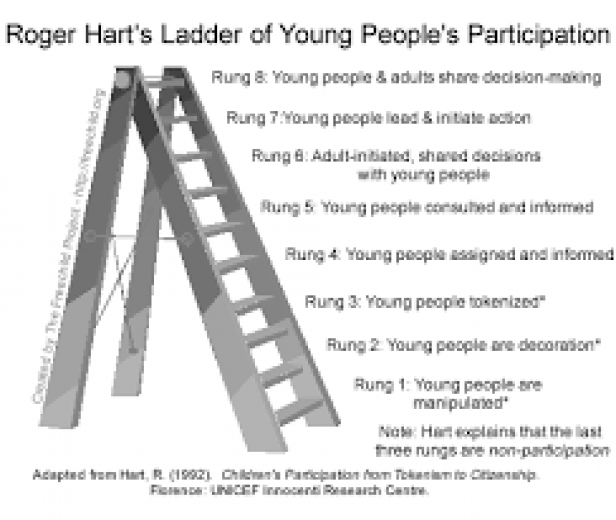 Roger Hart's Ladder of Young People's Participation
Rung 8: Young people & adults share decision-making
Rung 7:Young people lead & initiate action
Rung 6: Adult-initiated, shared decisions
with young people
Rung 5: Young people consulted and informed
Rung 4: Young people assigned and informed
Rung 3: Young people tokenized*
Rung 2: Young people are decoration*
Rung 1: Young people are
manipulated*
Note: Hart explains that the last
three rungs are non-participation
Created by The Freechild Project - http://freechild.org
Adapted from Hart, R. (1992). Children's Participation from Tokenism to Citizenship.
Florence: UNICEF Innocenti Research Centre.